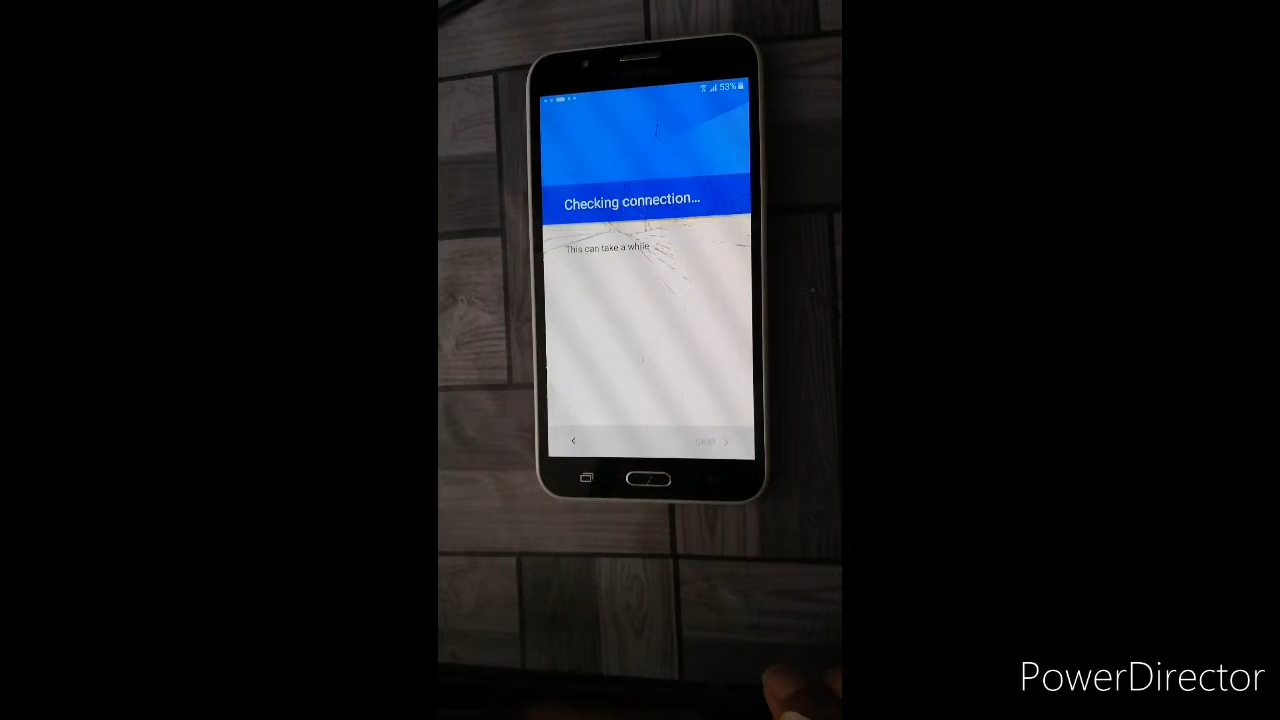 53%
Checking connection...
This can take a while
SKIP
PowerDirector